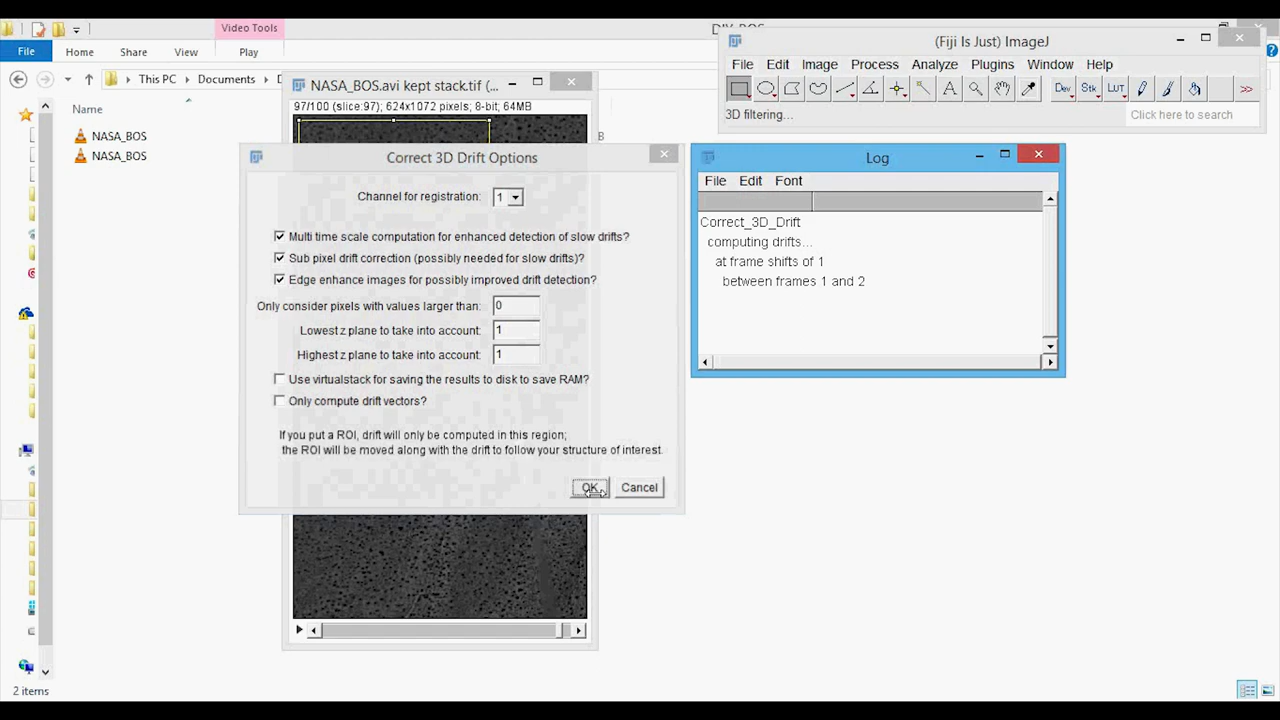 Video Tools
File
Home
Share
View
Play
This PC
Documents
Name
NASA_BOS
NASA_BOS
2 items
NASA_BOS.avi kept stack.tif (...
97/100 (slice:97); 624x1072 pixels; 8-bit; 64MB
Correct 3D Drift Options
Channel for registration: 1
Multi time scale computation for enhanced detection of slow drifts?
Sub pixel drift correction (possibly needed for slow drifts)?
Edge enhance images for possibly improved drift detection?
Only consider pixels with values larger than: 0
Lowest z plane to take into account: 1
Highest z plane to take into account: 1
Use virtualstack for saving the results to disk to save RAM?
Only compute drift vectors?
If you put a ROI, drift will only be computed in this region;
the ROI will be moved along with the drift to follow your structure of interest.
OK
Cancel
(Fiji Is Just) ImageJ
File Edit Image Process Analyze Plugins Window Help
Dev Stk LUT
3D filtering...
Click here to search
Log
File Edit Font
Correct_3D_Drift
computing drifts...
at frame shifts of 1
between frames 1 and 2